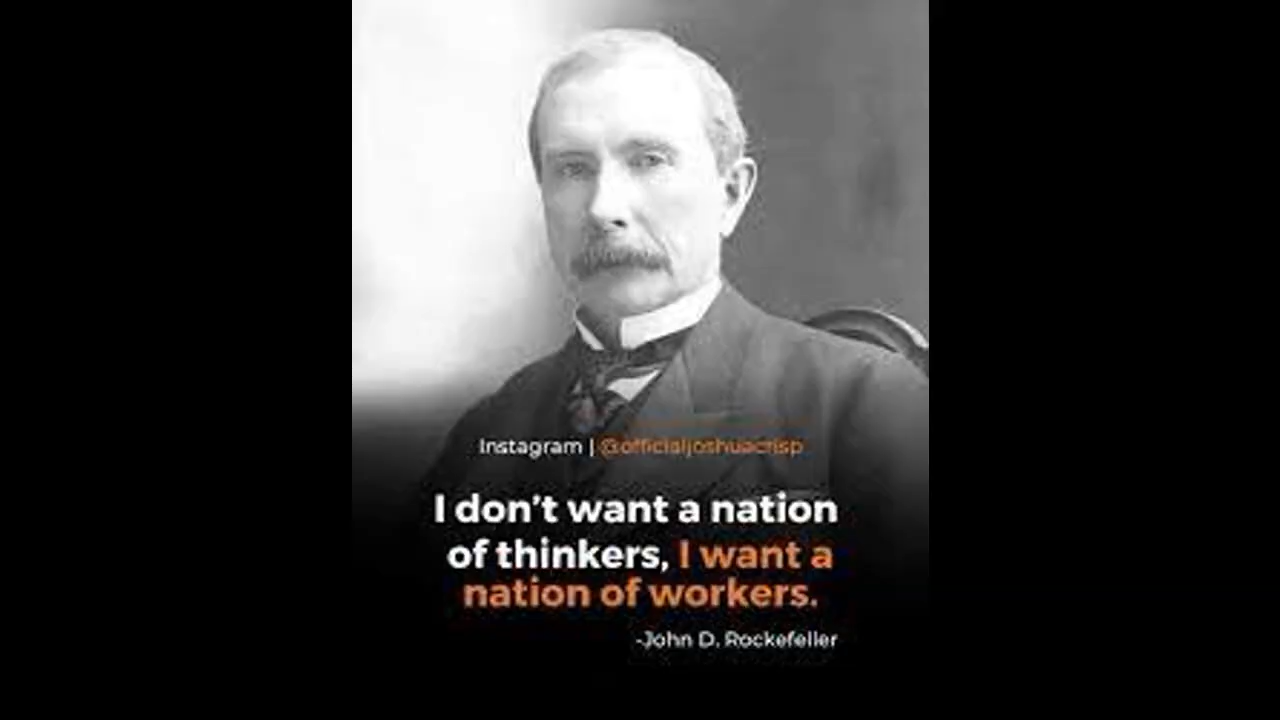 Instagram | @officialjoshuacrisp
I don't want a nation
of thinkers, I want a
nation of workers.
-John D. Rockefeller